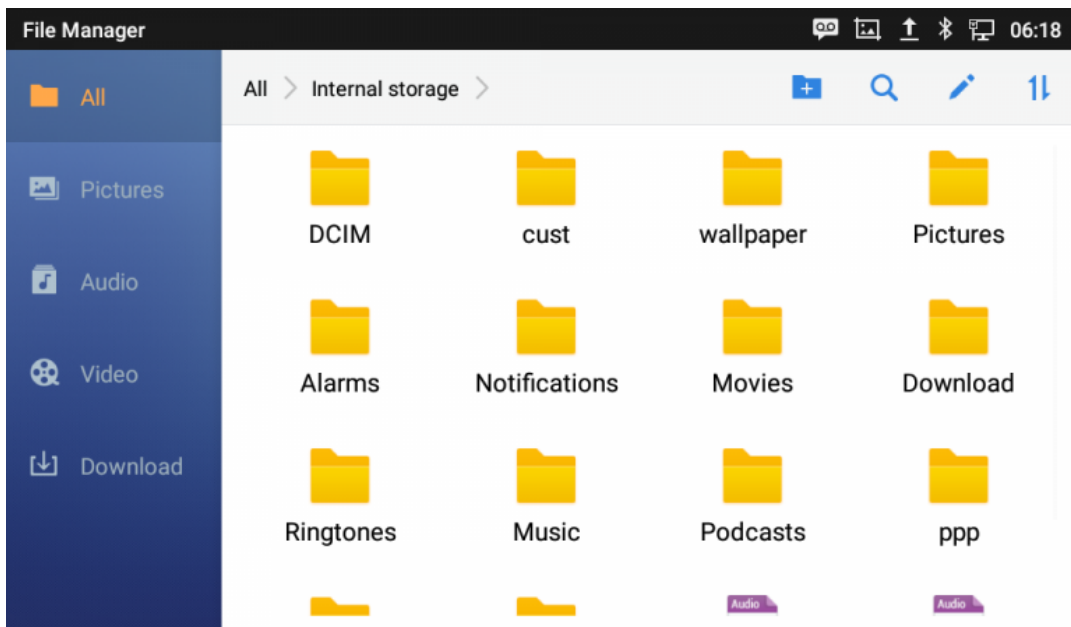 File Manager 06:18
All
Pictures
Audio
Video
Download
All Internal storage
DCIM cust wallpaper Pictures
Alarms Notifications Movies Download
Ringtones Music Podcasts ppp
Audio Audio